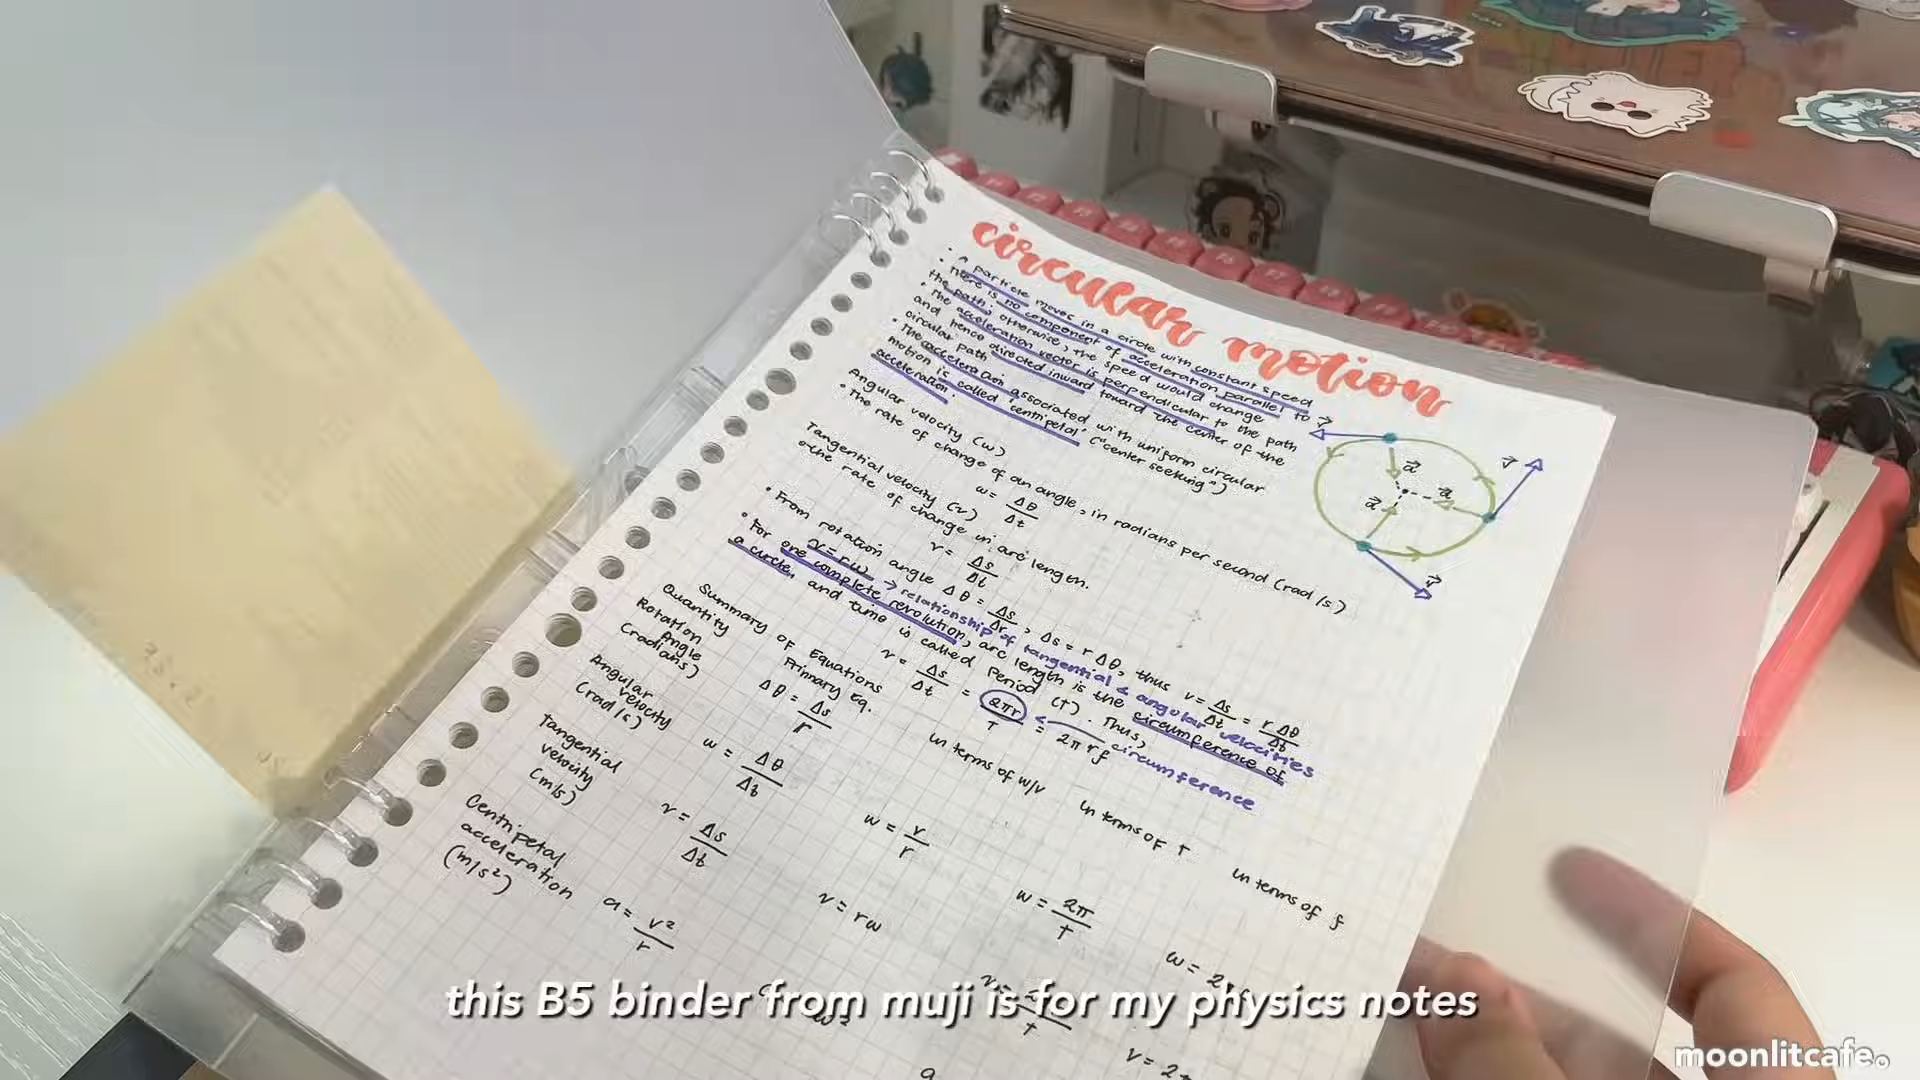 circular motion
• A particle moves in a circle with constant speed
• There is no component of acceleration parallel to
the path; otherwise, the speed would change
• The acceleration vector is perpendicular to the path
and hence directed inward toward the center of the
circular path
• The acceleration associated with uniform circular
motion is called 'centripetal' ("center seeking")
acceleration.
Angular velocity (ω)
• The rate of change of an angle, in radians per second (rad/s)
ω = Δθ/Δt
Tangential velocity (v)
• the rate of change in arc length.
v = Δs/Δt
• From rotation angle Δθ = Δs/Δr, Δs = rΔθ, thus v = Δs/Δt = rΔθ/Δt
v = rω → relationship of tangential & angular velocities
• For one complete revolution, arc length is the circumference of
a circle, and time is called Period (T). Thus,
v = Δs/Δt = 2πr/T = 2πrf
← circumference
v⃗
v⃗
v⃗
a⃗
a⃗
a⃗
Summary of Equations
Quantity Primary Eq. In terms of ω/v In terms of T In terms of f
Rotation
Angle
(radians)
Δθ = Δs/r
Angular
velocity
(rad/s)
ω = Δθ/Δt ω = v/r ω = 2π/T ω = 2
Tangential
velocity
(m/s)
v = Δs/Δt v = rω v = 2
T
v = 2
Centripetal
acceleration
(m/s²)
a = v²/r
a
this B5 binder from muji is for my physics notes
moonlitcafe.